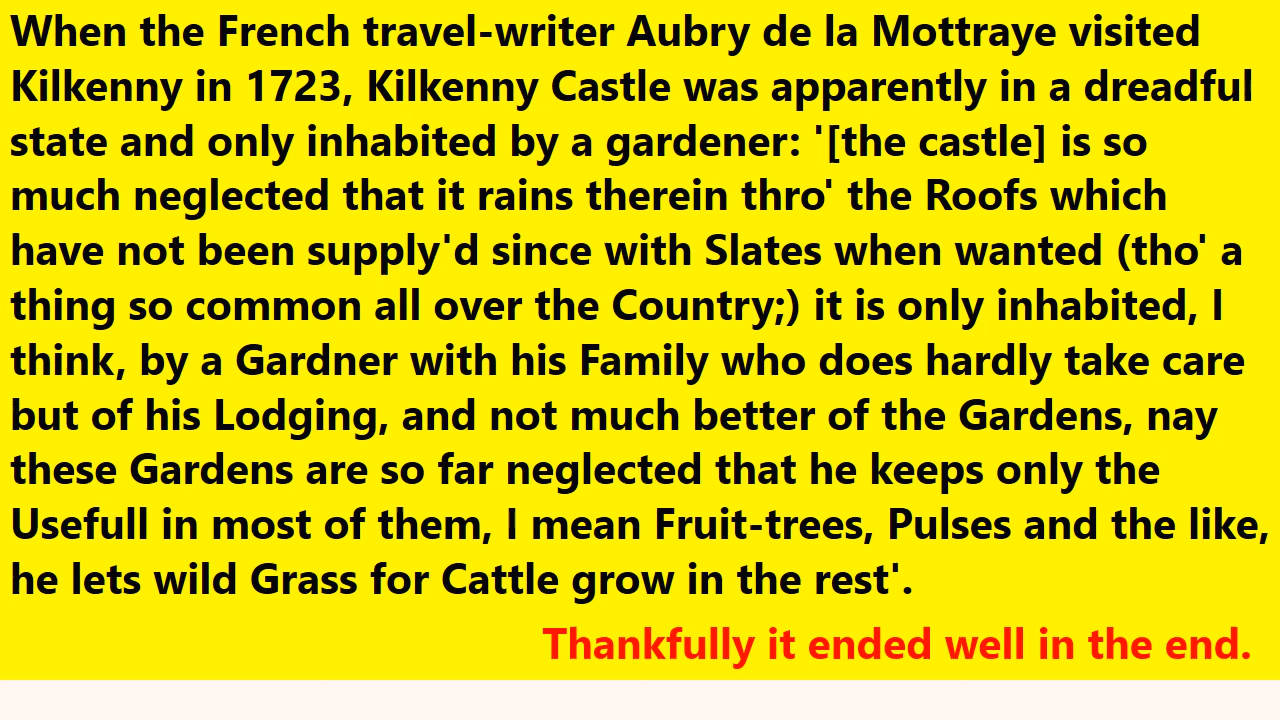 When the French travel-writer Aubry de la Mottraye visited
Kilkenny in 1723, Kilkenny Castle was apparently in a dreadful
state and only inhabited by a gardener: '[the castle] is so
much neglected that it rains therein thro' the Roofs which
have not been supply'd since with Slates when wanted (tho' a
thing so common all over the Country;) it is only inhabited, I
think, by a Gardner with his Family who does hardly take care
but of his Lodging, and not much better of the Gardens, nay
these Gardens are so far neglected that he keeps only the
Usefull in most of them, I mean Fruit-trees, Pulses and the like,
he lets wild Grass for Cattle grow in the rest'.
Thankfully it ended well in the end.